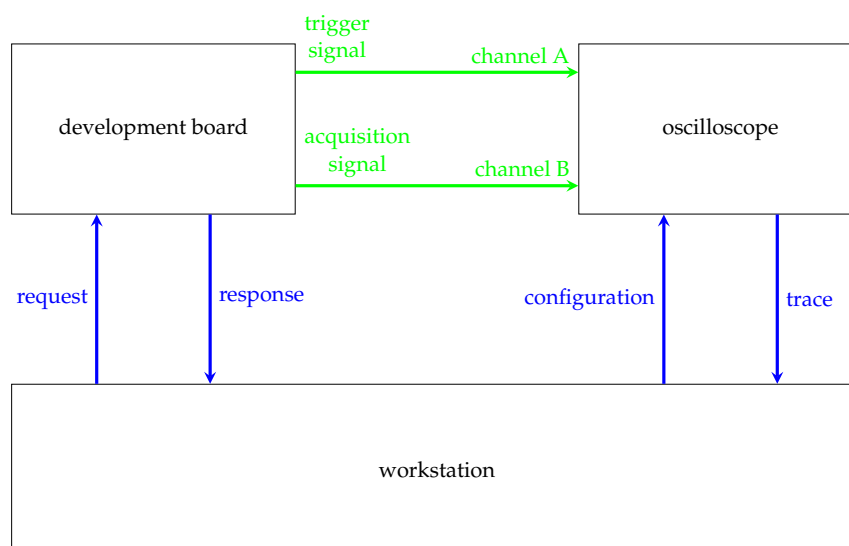 trigger
signal
channel A
development board
oscilloscope
acquisition
signal
channel B
request
response
configuration
trace
workstation